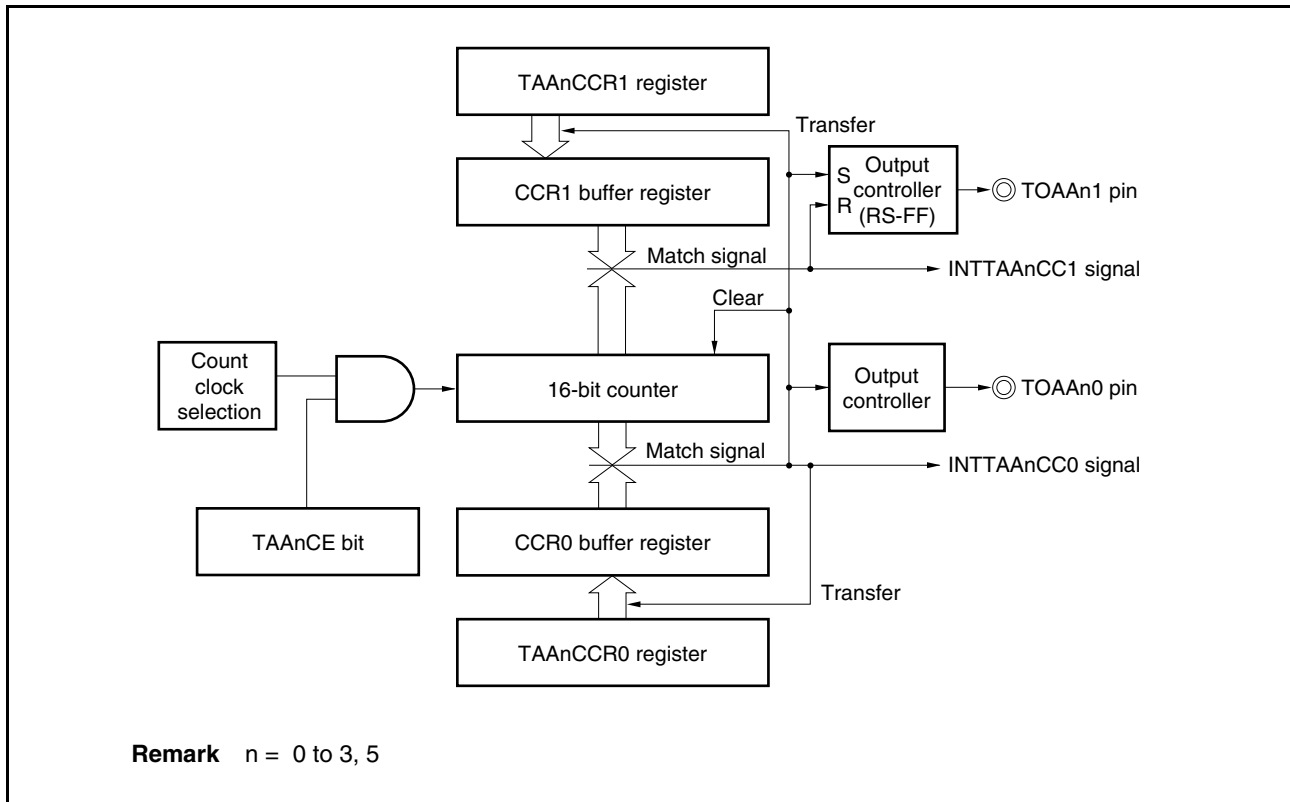 TAAnCCR1 register
Transfer
CCR1 buffer register
S
R
Output
controller
(RS-FF)
TOAAn1 pin
Match signal
INTTAAnCC1 signal
Clear
Count
clock
selection
16-bit counter
Output
controller
TOAAn0 pin
Match signal
INTTAAnCC0 signal
TAAnCE bit
CCR0 buffer register
Transfer
TAAnCCR0 register
Remark n = 0 to 3, 5